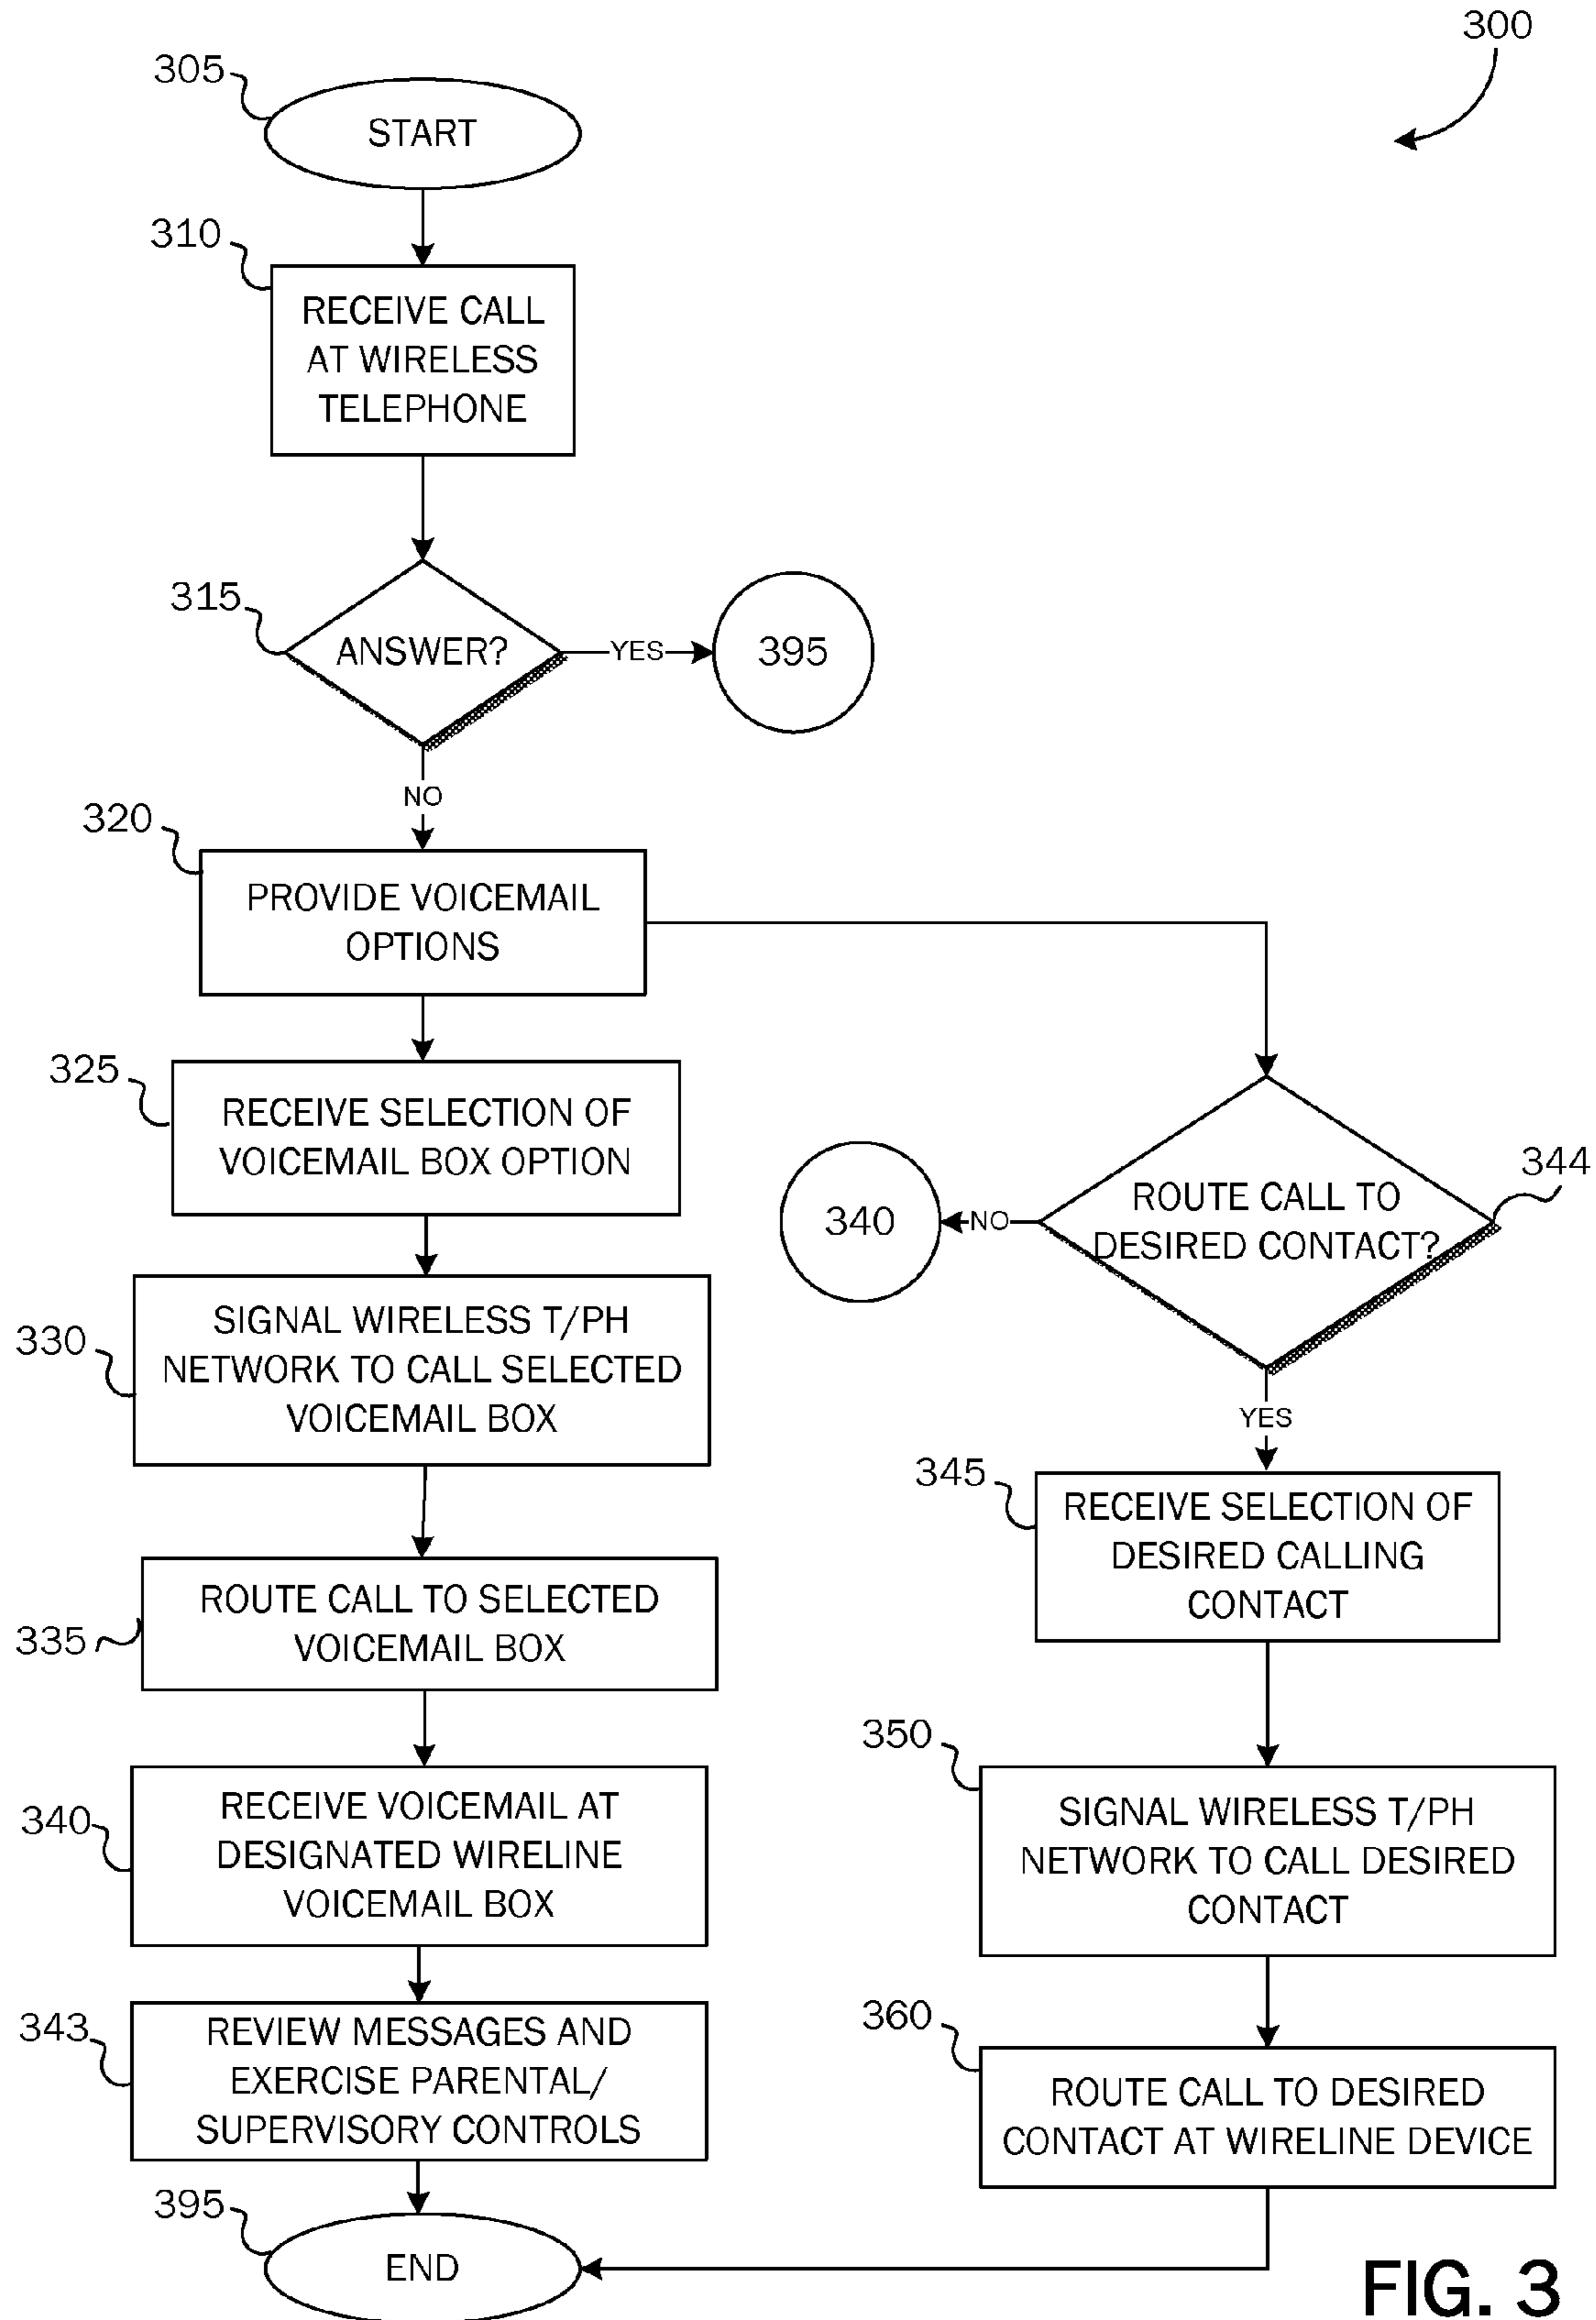 300
305
START
310
RECEIVE CALL
AT WIRELESS
TELEPHONE
315
ANSWER?
YES
395
NO
320
PROVIDE VOICEMAIL
OPTIONS
325
RECEIVE SELECTION OF
VOICEMAIL BOX OPTION
330
SIGNAL WIRELESS T/PH
NETWORK TO CALL SELECTED
VOICEMAIL BOX
335
ROUTE CALL TO SELECTED
VOICEMAIL BOX
340
RECEIVE VOICEMAIL AT
DESIGNATED WIRELINE
VOICEMAIL BOX
343
REVIEW MESSAGES AND
EXERCISE PARENTAL/
SUPERVISORY CONTROLS
395
END
344
ROUTE CALL TO
DESIRED CONTACT?
NO
340
YES
345
RECEIVE SELECTION OF
DESIRED CALLING
CONTACT
350
SIGNAL WIRELESS T/PH
NETWORK TO CALL DESIRED
CONTACT
360
ROUTE CALL TO DESIRED
CONTACT AT WIRELINE DEVICE
FIG. 3